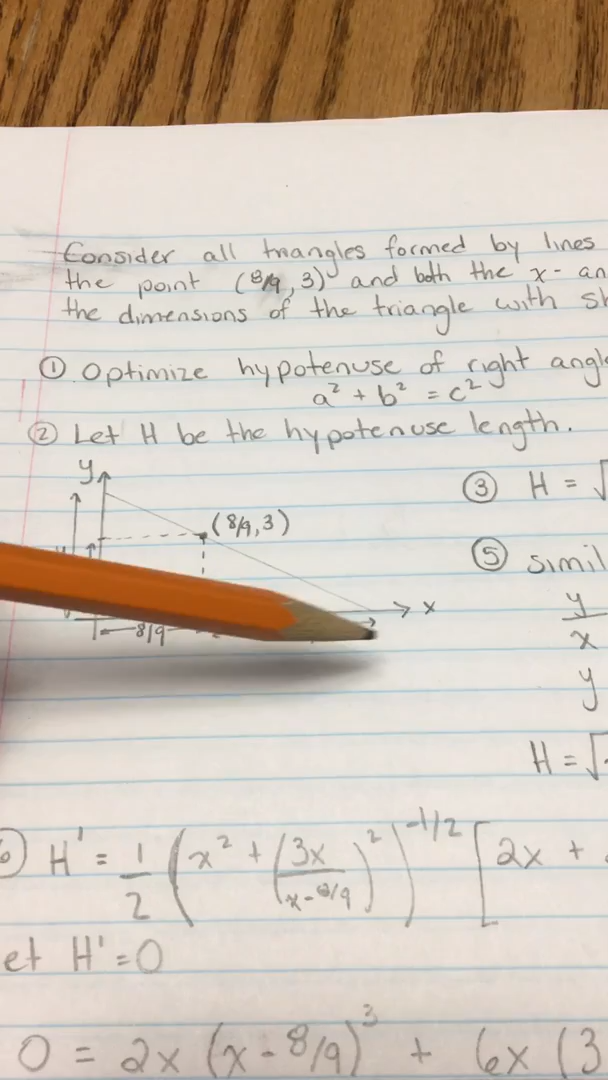 Consider all triangles formed by lines
the point (8/9, 3) and both the x- an
the dimensions of the triangle with sh
① Optimize hypotenuse of right angl
a² + b² = c²
② Let H be the hypotenuse length.
y
③ H = √
(8/9, 3)
⑤ simil
x
8/9
y/x
y
H = √
6) H' = 1/2 (x² + (3x/(x-8/9))²)^-1/2 [2x +
et H' = 0
0 = 2x (x - 8/9)³ + 6x (3